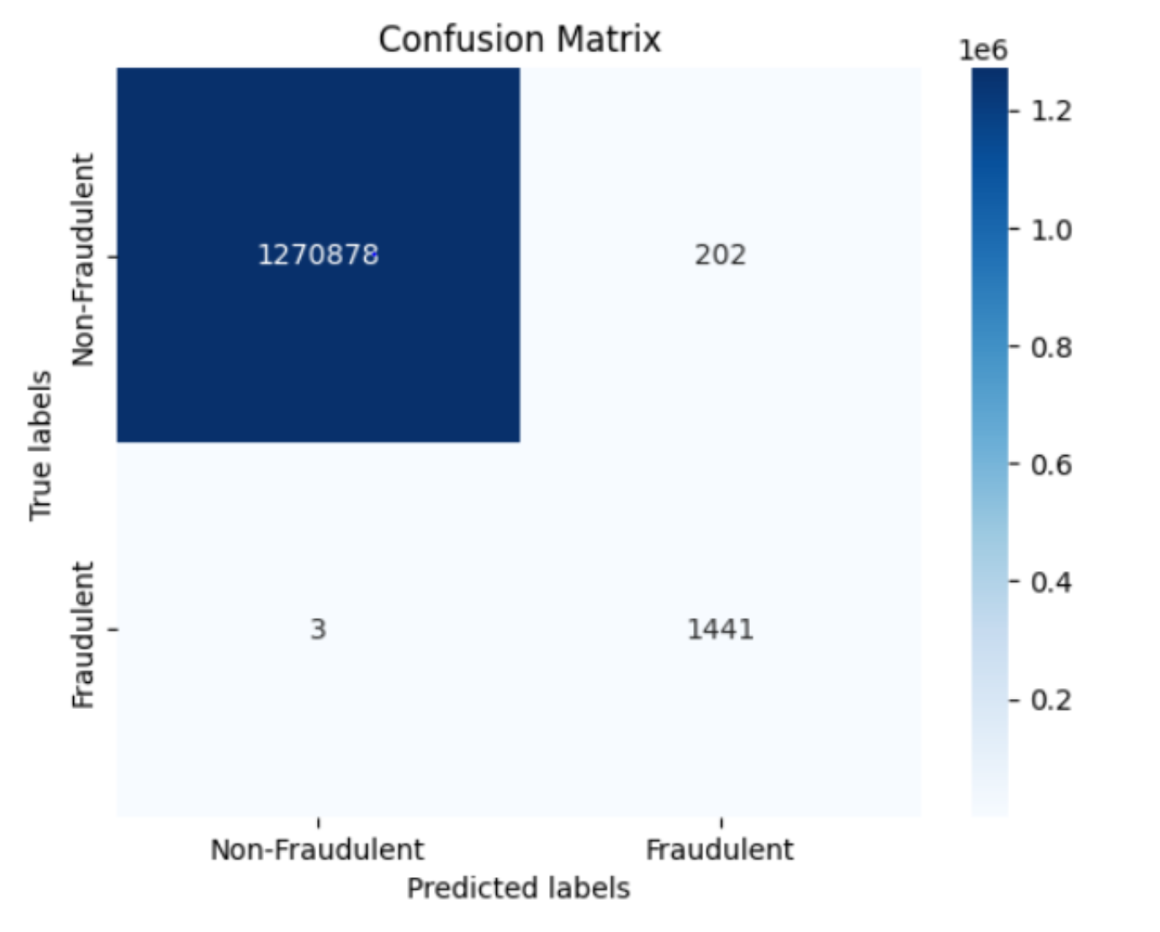 Confusion Matrix
1e6
1.2
1.0
0.8
0.6
0.4
0.2
True labels
Non-Fraudulent
Fraudulent
1270878
202
3
1441
Non-Fraudulent
Fraudulent
Predicted labels